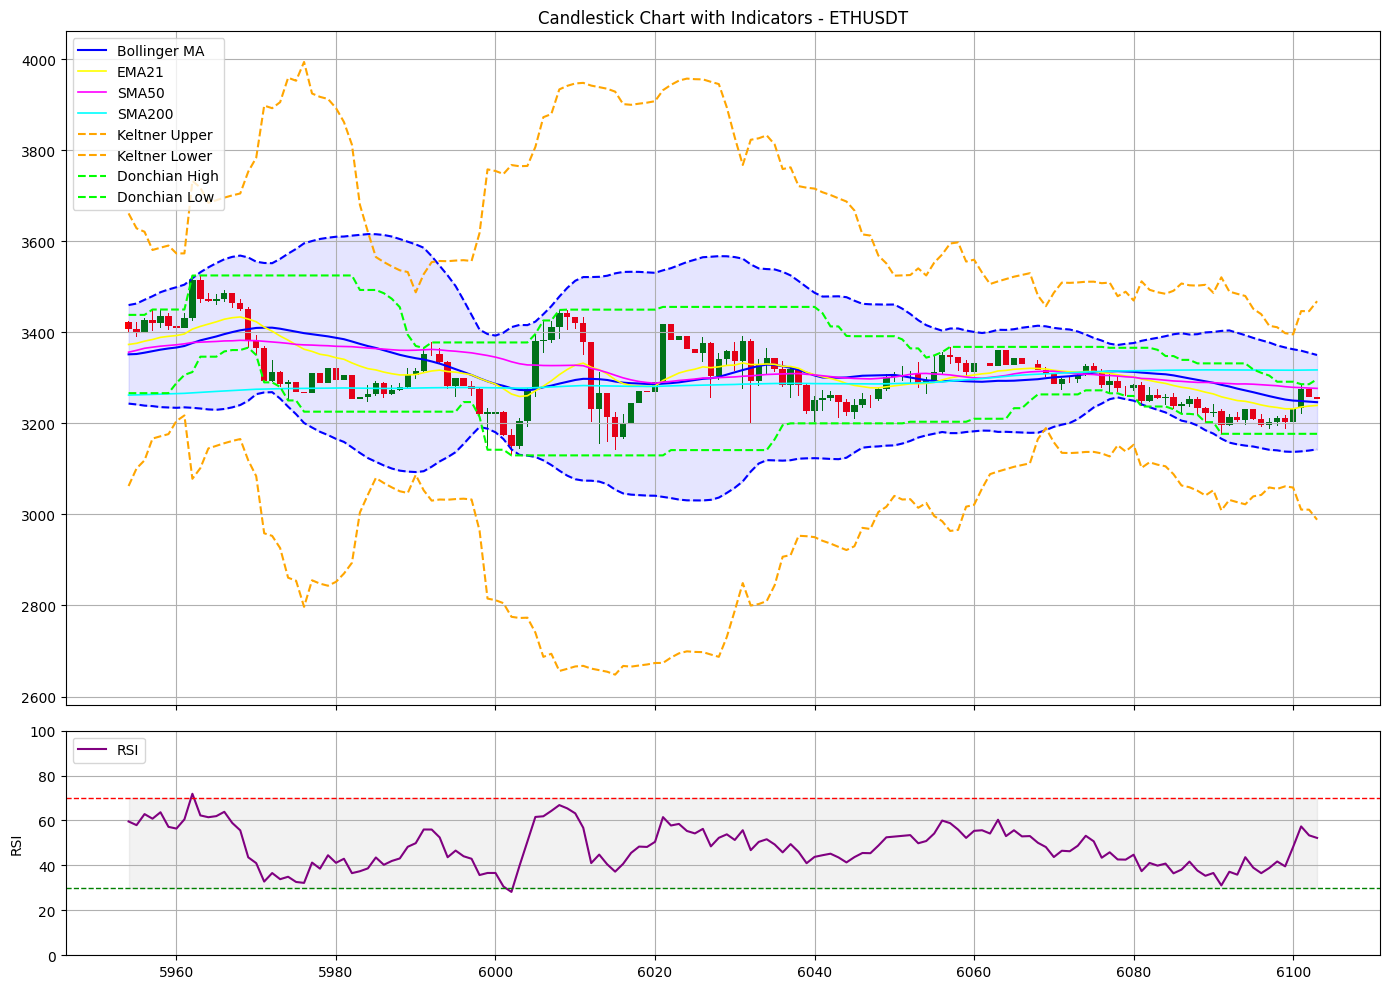 Candlestick Chart with Indicators - ETHUSDT
Bollinger MA
EMA21
SMA50
SMA200
Keltner Upper
Keltner Lower
Donchian High
Donchian Low
4000
3800
3600
3400
3200
3000
2800
2600
RSI
100
80
60
40
20
0
RSI
5960
5980
6000
6020
6040
6060
6080
6100